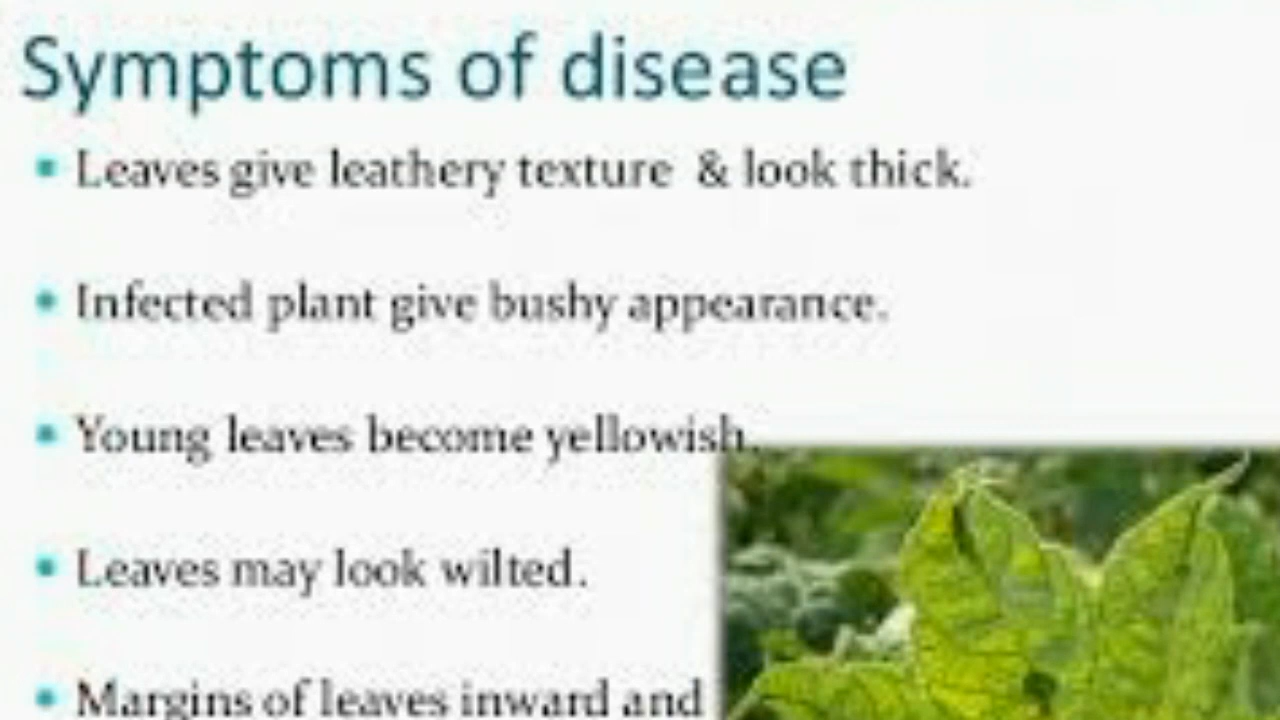 Symptoms of disease
• Leaves give leathery texture & look thick.
• Infected plant give bushy appearance.
• Young leaves become yellowish.
• Leaves may look wilted.
• Margins of leaves inward and